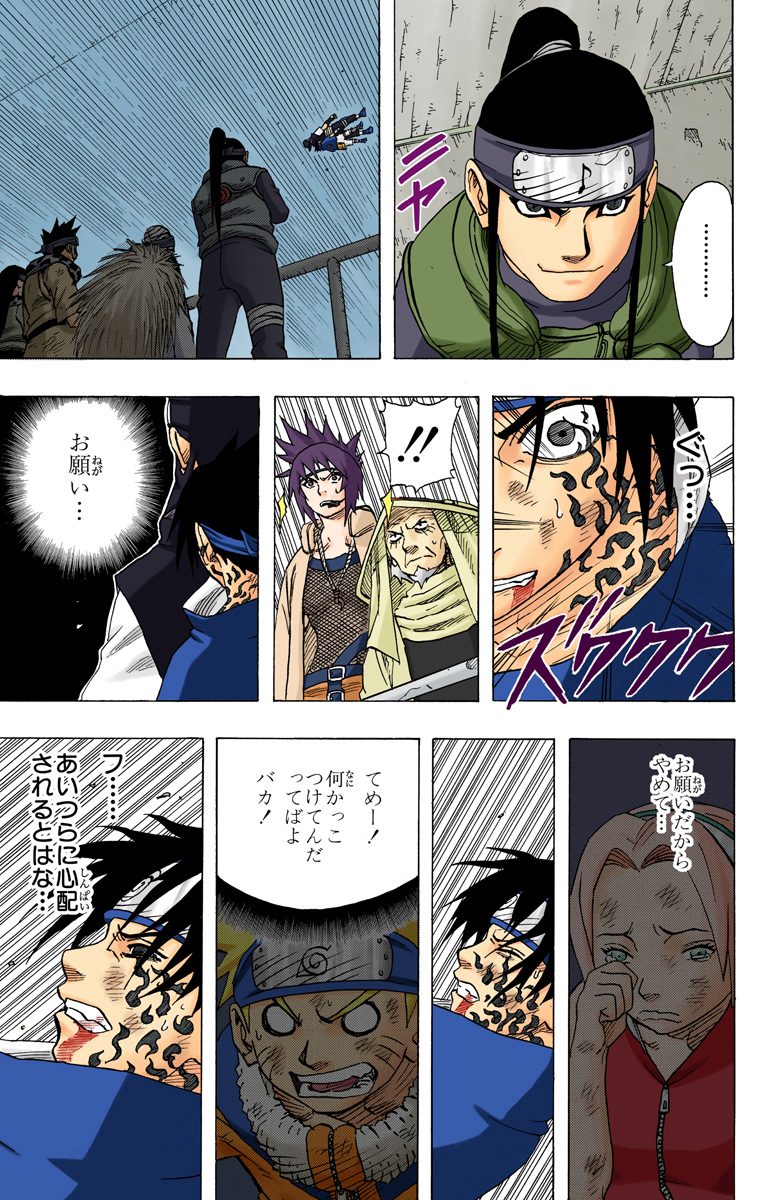 ………
ニヤ
ぐっ…
ズククク
!!
お願い…
お願いだから
やめて…
てめー!
何かっこ
つけてんだ
ってばよ
バカ!
フ……
あいつらに心配
されるとはな…